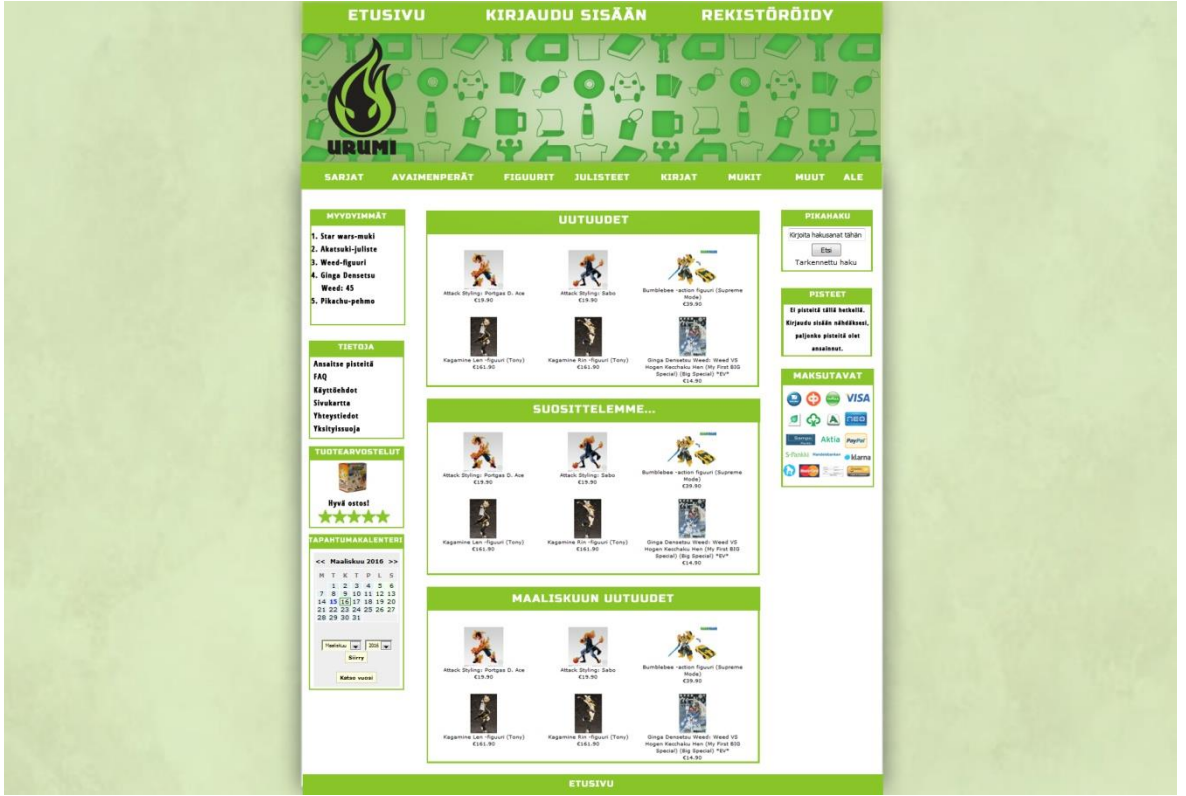 ETUSIVU KIRJAUDU SISÄÄN REKISTÖRÖIDY
URUMI
SARJAT AVAIMENPERÄT FIGUURIT JULISTEET KIRJAT MUKIT MUUT ALE
MYYDYIMMÄT
1. Star wars-muki
2. Akatsuki-juliste
3. Weed-figuuri
4. Ginga Densetsu
Weed: 45
5. Pikachu-pehmo
TIETOJA
Ansaitse pisteitä
FAQ
Käyttöehdot
Sivukartta
Yhteystiedot
Yksityissuoja
TUOTEARVOSTELUT
Hyvä ostos!
TAPAHTUMAKALENTERI
<< Maaliskuu 2016 >>
M T K T P L S
1 2 3 4 5 6
7 8 9 10 11 12 13
14 15 16 17 18 19 20
21 22 23 24 25 26 27
28 29 30 31
Maaliskuu 2016
Siirry
Katso vuosi
UUTUUDET
Attack Styling: Portgas D. Ace
€19.90
Attack Styling: Sabo
€19.90
Bumblebee -action figuuri (Supreme
Mode)
€39.90
Kagamine Len -figuuri (Tony)
€161.90
Kagamine Rin -figuuri (Tony)
€161.90
Ginga Densetsu Weed: Weed VS
Hogen Kecchaku Hen (My First BIG
Special) (Big Special) *EV*
€14.90
SUOSITTELEMME...
Attack Styling: Portgas D. Ace
€19.90
Attack Styling: Sabo
€19.90
Bumblebee -action figuuri (Supreme
Mode)
€39.90
Kagamine Len -figuuri (Tony)
€161.90
Kagamine Rin -figuuri (Tony)
€161.90
Ginga Densetsu Weed: Weed VS
Hogen Kecchaku Hen (My First BIG
Special) (Big Special) *EV*
€14.90
MAALISKUUN UUTUUDET
Attack Styling: Portgas D. Ace
€19.90
Attack Styling: Sabo
€19.90
Bumblebee -action figuuri (Supreme
Mode)
€39.90
Kagamine Len -figuuri (Tony)
€161.90
Kagamine Rin -figuuri (Tony)
€161.90
Ginga Densetsu Weed: Weed VS
Hogen Kecchaku Hen (My First BIG
Special) (Big Special) *EV*
€14.90
PIKAHAKU
Kirjoita hakusanat tähän
Etsi
Tarkennettu haku
PISTEET
Ei pisteitä tällä hetkellä.
Kirjaudu sisään nähdäksesi,
paljonko pisteitä olet
ansainnut.
MAKSUTAVAT
VISA
Sampo
Aktia
PayPal
S-Pankki Handelsbanken klarna
MasterCard
ETUSIVU